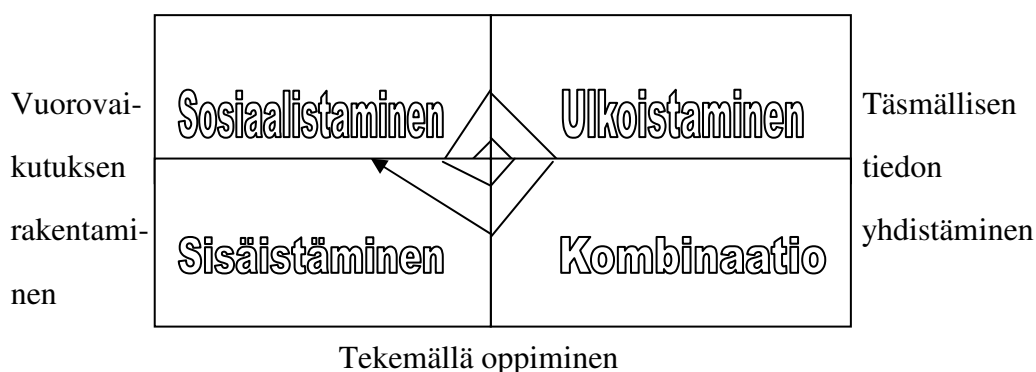 Vuorovai-
kutuksen
rakentami-
nen
Sosiaalistaminen
Ulkoistaminen
Sisäistäminen
Kombinaatio
Täsmällisen
tiedon
yhdistäminen
Tekemällä oppiminen